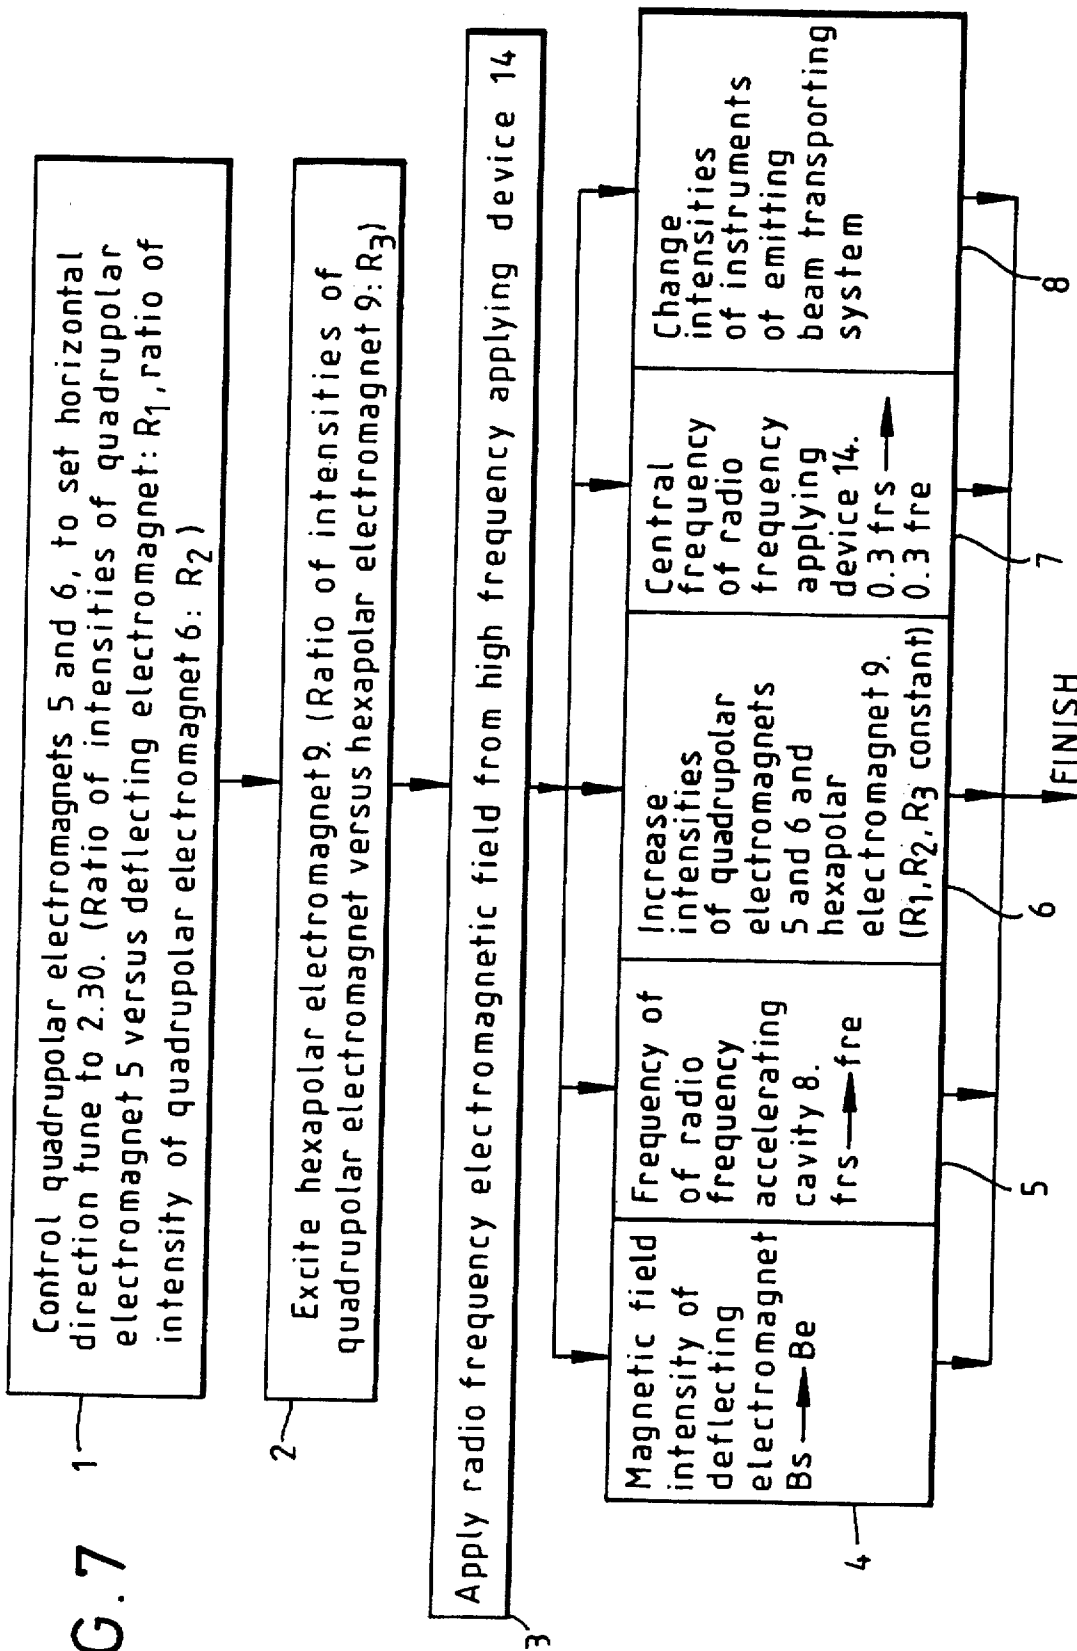 G.7
1
Control quadrupolar electromagnets 5 and 6, to set horizontal
direction tune to 2.30. (Ratio of intensities of quadrupolar
electromagnet 5 versus deflecting electromagnet: R1, ratio of
intensity of quadrupolar electromagnet 6: R2)
2
Excite hexapolar electromagnet 9. (Ratio of intensities of
quadrupolar electromagnet versus hexapolar electromagnet 9: R3)
3
Apply radio frequency electromagnetic field from high frequency applying device 14
Magnetic field
intensity of
deflecting
electromagnet
Bs → Be
4
Frequency of
of radio
frequency
accelerating
cavity 8.
frs → fre
5
Increase
intensities
of quadrupolar
electromagnets
5 and 6 and
hexapolar
electromagnet 9.
(R1, R2, R3 constant)
6
Central
frequency
of radio
frequency
applying
device 14.
0.3 frs →
0.3 fre
7
Change
intensities
of instruments
of emitting
beam transporting
system
8
FINISH